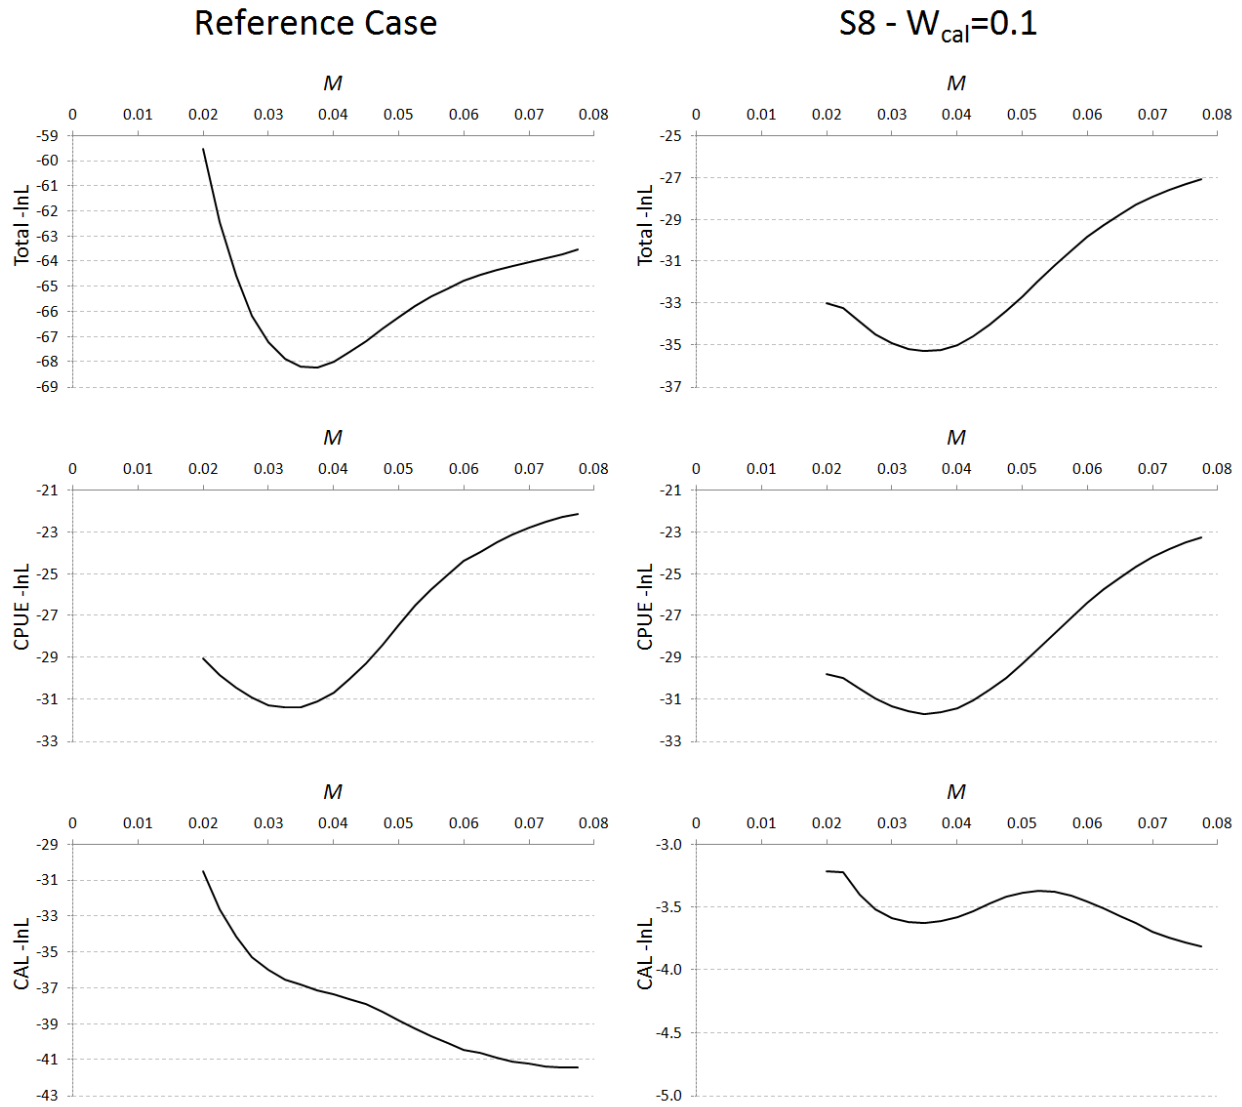 Reference Case
S8 - Wcal=0.1
M
0 0.01 0.02 0.03 0.04 0.05 0.06 0.07 0.08
-59
-60
-61
-62
-63
-64
-65
-66
-67
-68
-69
Total -lnL
M
0 0.01 0.02 0.03 0.04 0.05 0.06 0.07 0.08
-25
-27
-29
-31
-33
-35
-37
Total -lnL
M
0 0.01 0.02 0.03 0.04 0.05 0.06 0.07 0.08
-21
-23
-25
-27
-29
-31
-33
CPUE -lnL
M
0 0.01 0.02 0.03 0.04 0.05 0.06 0.07 0.08
-21
-23
-25
-27
-29
-31
-33
CPUE -lnL
M
0 0.01 0.02 0.03 0.04 0.05 0.06 0.07 0.08
-29
-31
-33
-35
-37
-39
-41
-43
CAL -lnL
M
0 0.01 0.02 0.03 0.04 0.05 0.06 0.07 0.08
-3.0
-3.5
-4.0
-4.5
-5.0
CAL -lnL